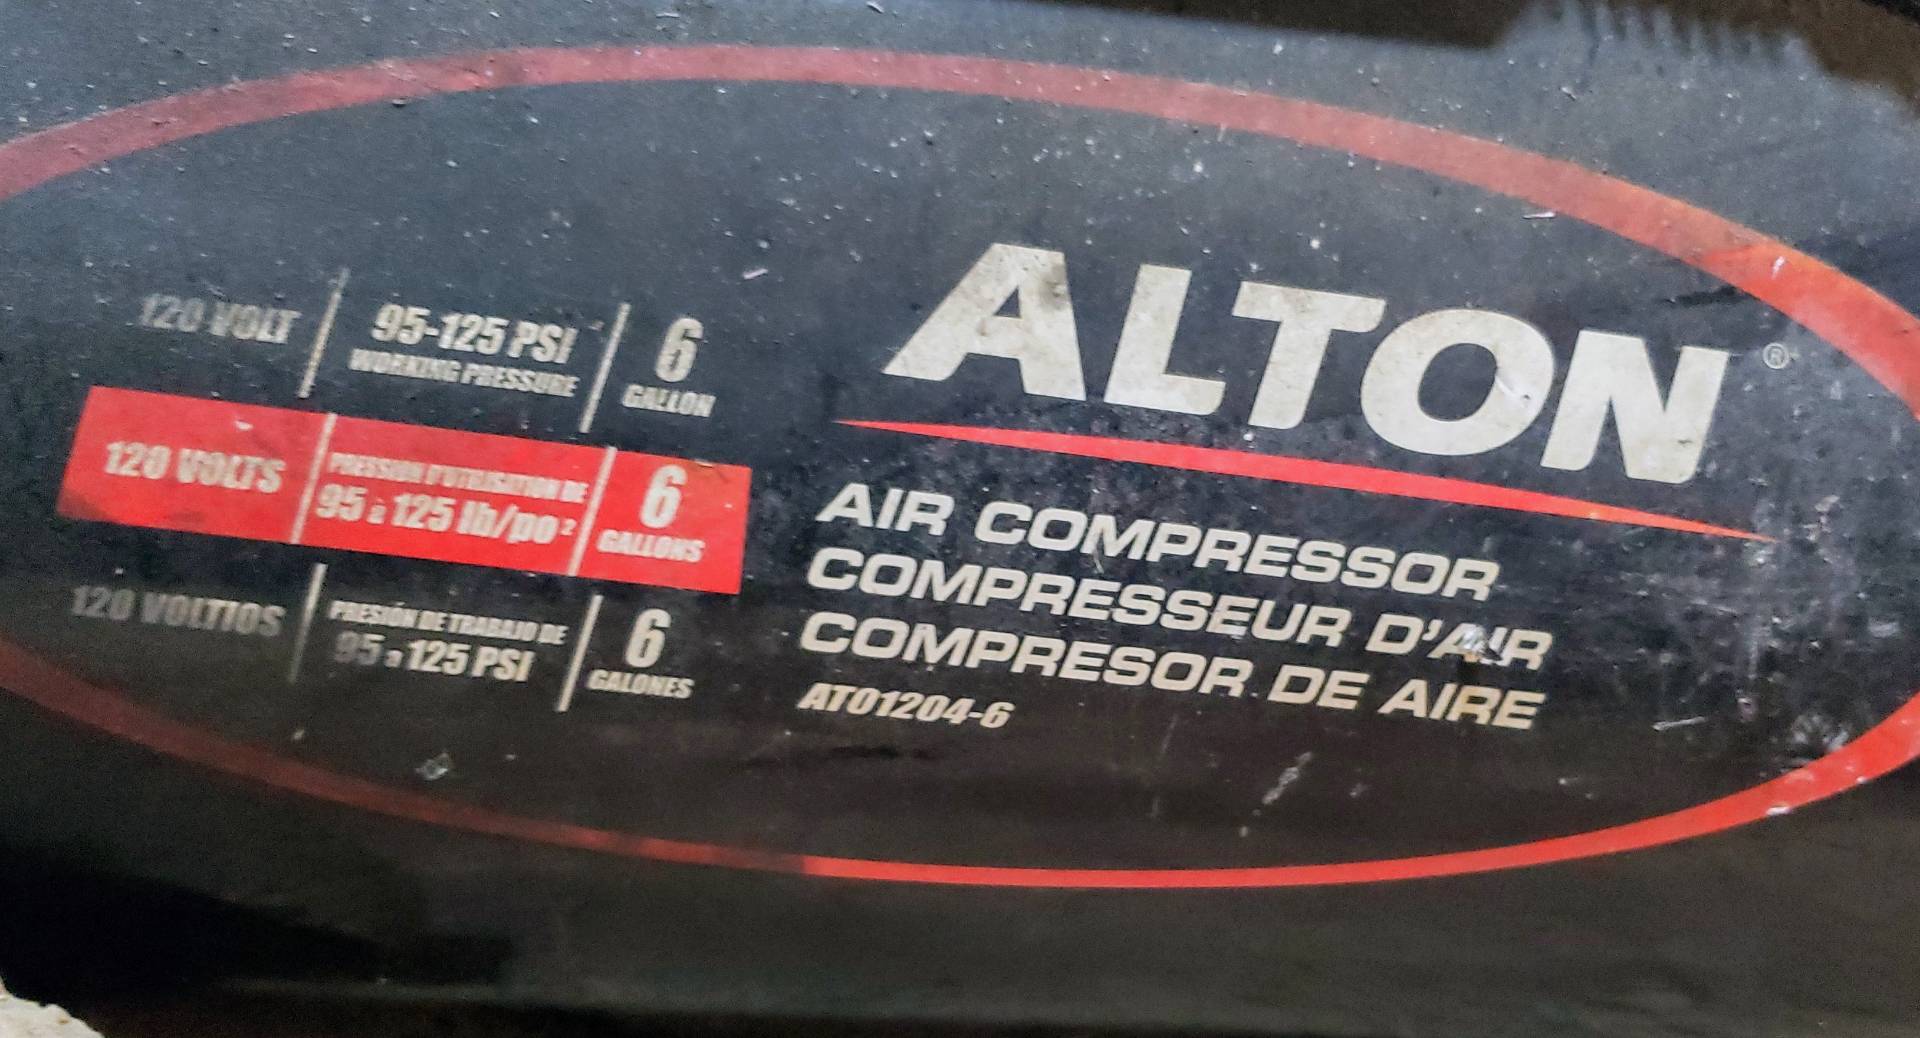 120 VOLT
95-125 PSI
WORKING PRESSURE
6
GALLON
120 VOLTS
PRESSION D'UTILISATION DE
95 à 125 lb/po²
6
GALLONS
120 VOLTIOS
PRESIÓN DE TRABAJO DE
95 a 125 PSI
6
GALONES
ALTON®
AIR COMPRESSOR
COMPRESSEUR D'AIR
COMPRESOR DE AIRE
AT01204-6